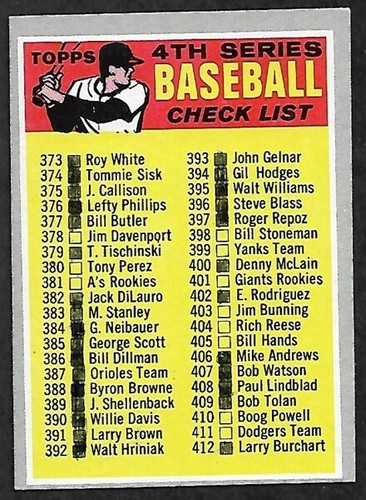 TOPPS
4TH SERIES
BASEBALL
CHECK LIST
373 Roy White
374 Tommie Sisk
375 J. Callison
376 Lefty Phillips
377 Bill Butler
378 Jim Davenport
379 T. Tischinski
380 Tony Perez
381 A's Rookies
382 Jack DiLauro
383 M. Stanley
384 G. Neibauer
385 George Scott
386 Bill Dillman
387 Orioles Team
388 Byron Browne
389 J. Shellenback
390 Willie Davis
391 Larry Brown
392 Walt Hriniak
393 John Gelnar
394 Gil Hodges
395 Walt Williams
396 Steve Blass
397 Roger Repoz
398 Bill Stoneman
399 Yanks Team
400 Denny McLain
401 Giants Rookies
402 E. Rodriguez
403 Jim Bunning
404 Rich Reese
405 Bill Hands
406 Mike Andrews
407 Bob Watson
408 Paul Lindblad
409 Bob Tolan
410 Boog Powell
411 Dodgers Team
412 Larry Burchart